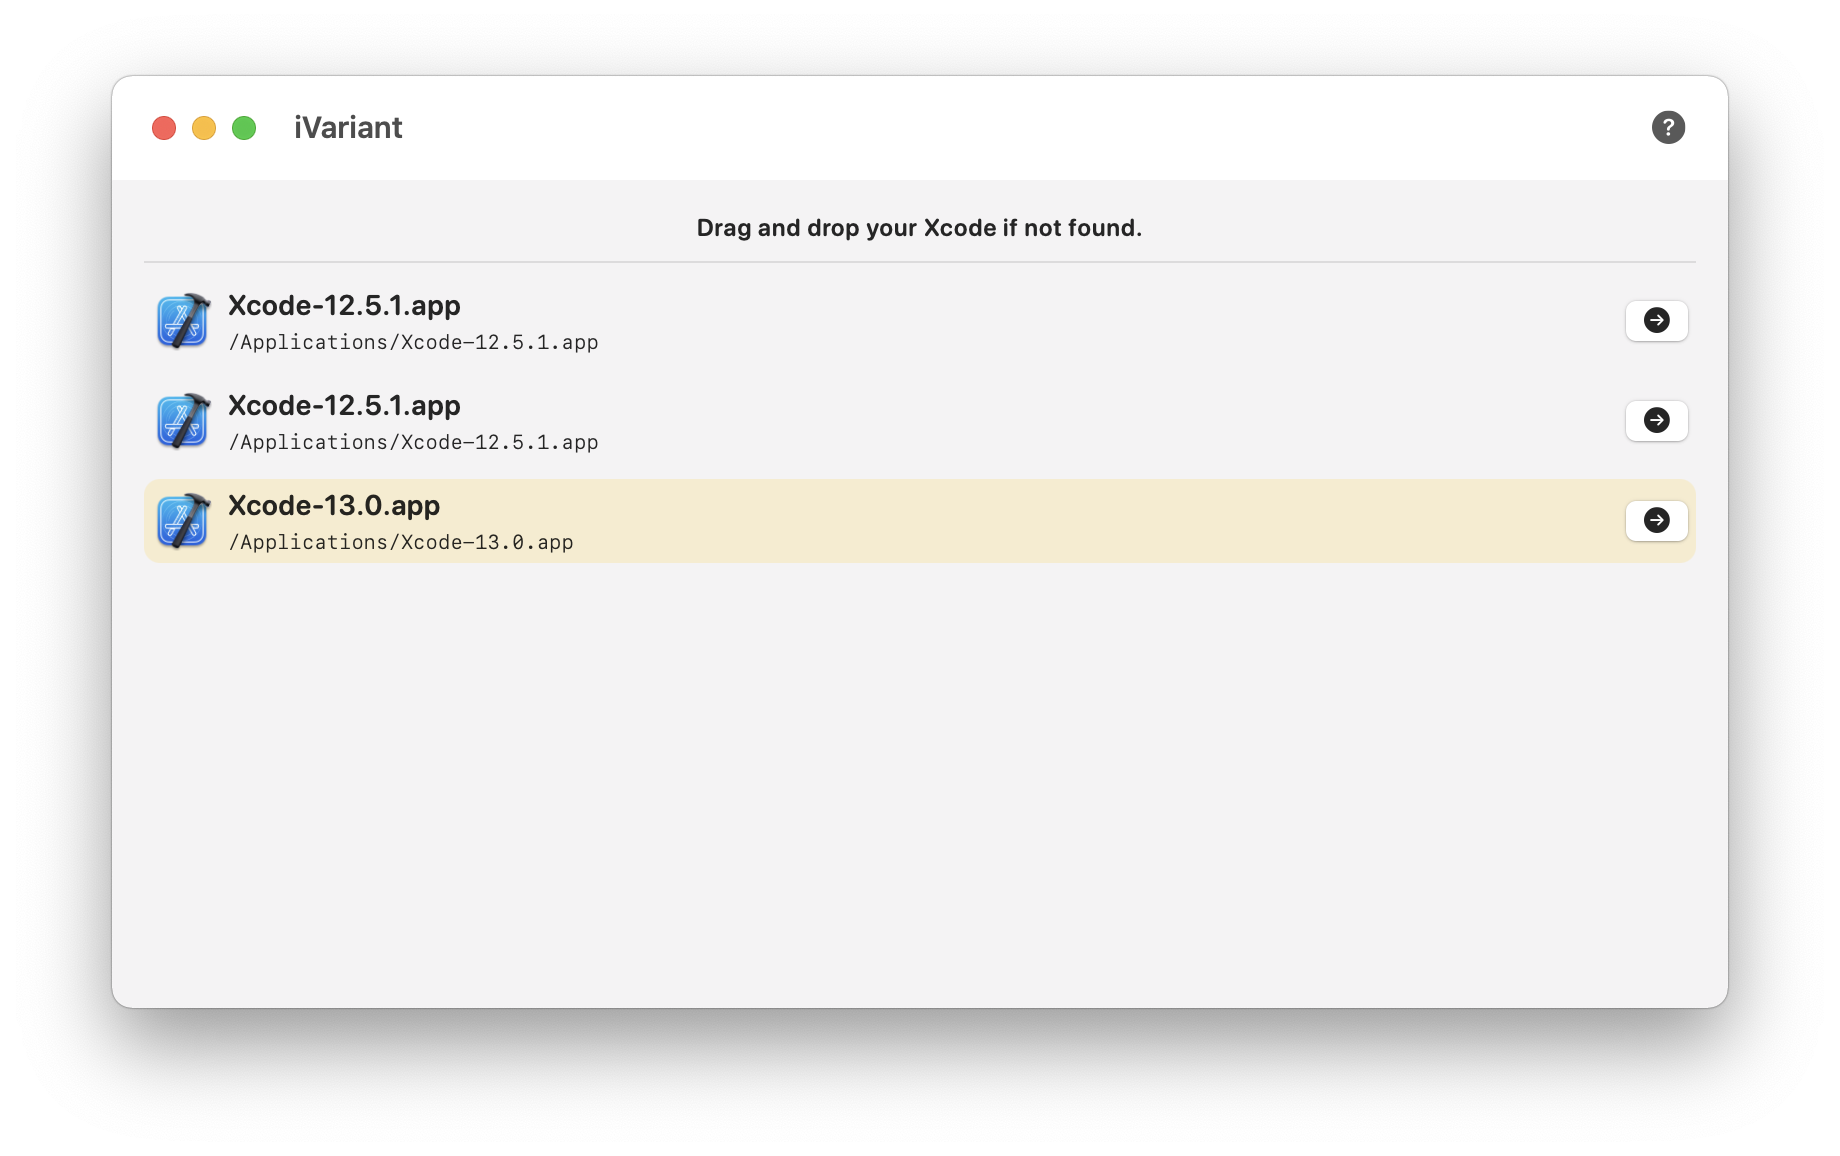 iVariant
?
Drag and drop your Xcode if not found.
Xcode-12.5.1.app
/Applications/Xcode-12.5.1.app
Xcode-12.5.1.app
/Applications/Xcode-12.5.1.app
Xcode-13.0.app
/Applications/Xcode-13.0.app